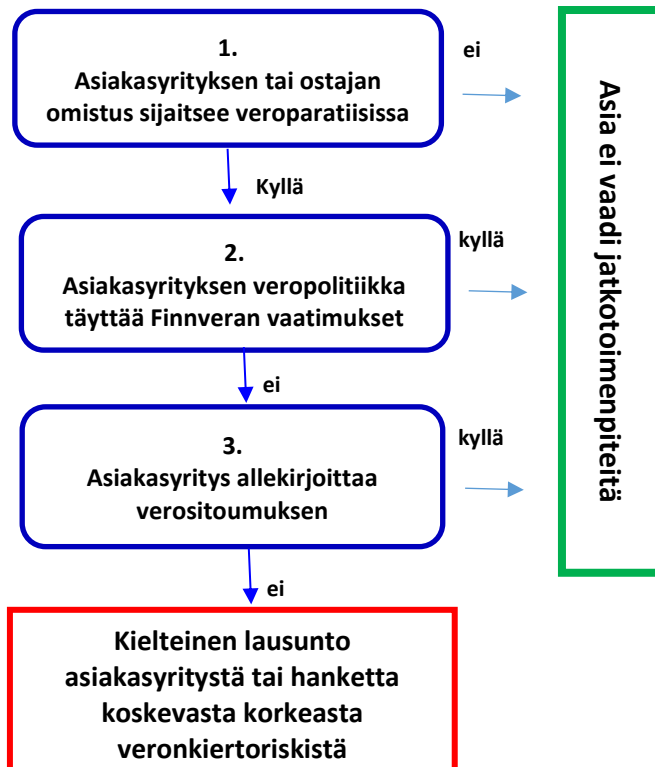 1.
Asiakasyrityksen tai ostajan
omistus sijaitsee veroparatiisissa
ei
Kyllä
2.
Asiakasyrityksen veropolitiikka
täyttää Finnveran vaatimukset
kyllä
ei
3.
Asiakasyritys allekirjoittaa
verositoumuksen
kyllä
ei
Kielteinen lausunto
asiakasyritystä tai hanketta
koskevasta korkeasta
veronkiertoriskistä
Asia ei vaadi jatkotoimenpiteitä